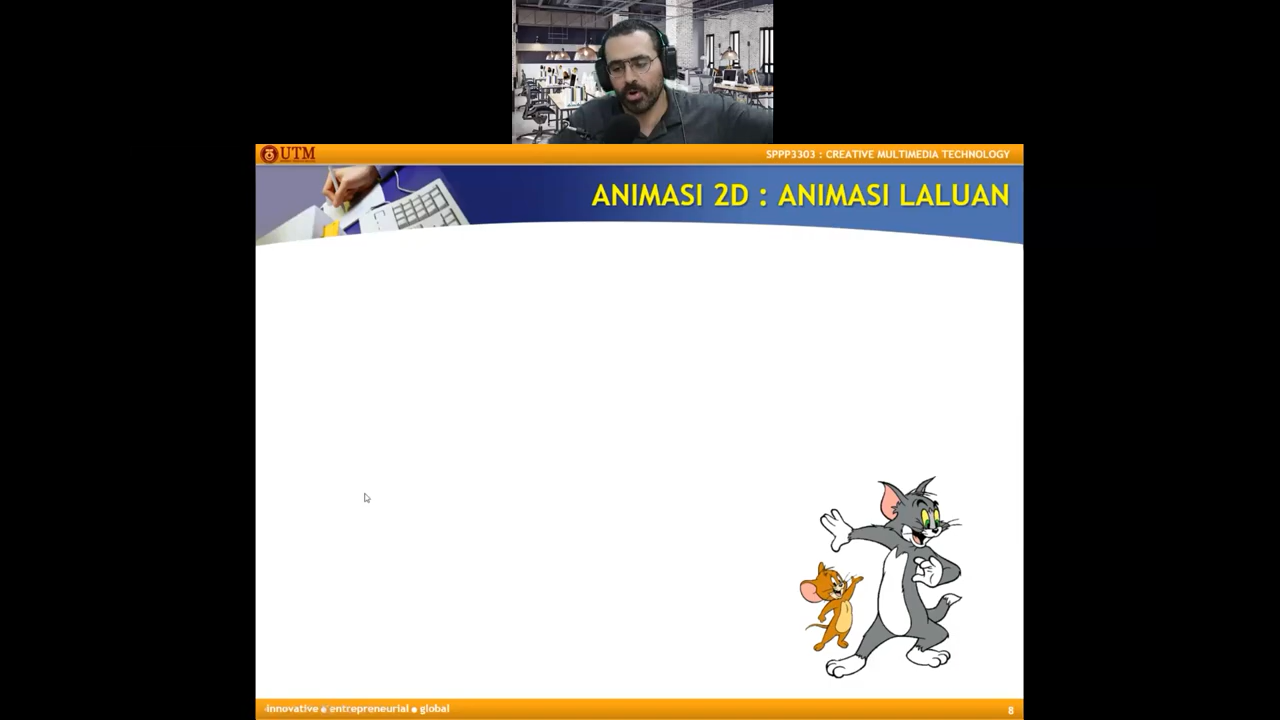 UTM
SPPP3303 : CREATIVE MULTIMEDIA TECHNOLOGY
ANIMASI 2D : ANIMASI LALUAN
innovative ● entrepreneurial ● global
8